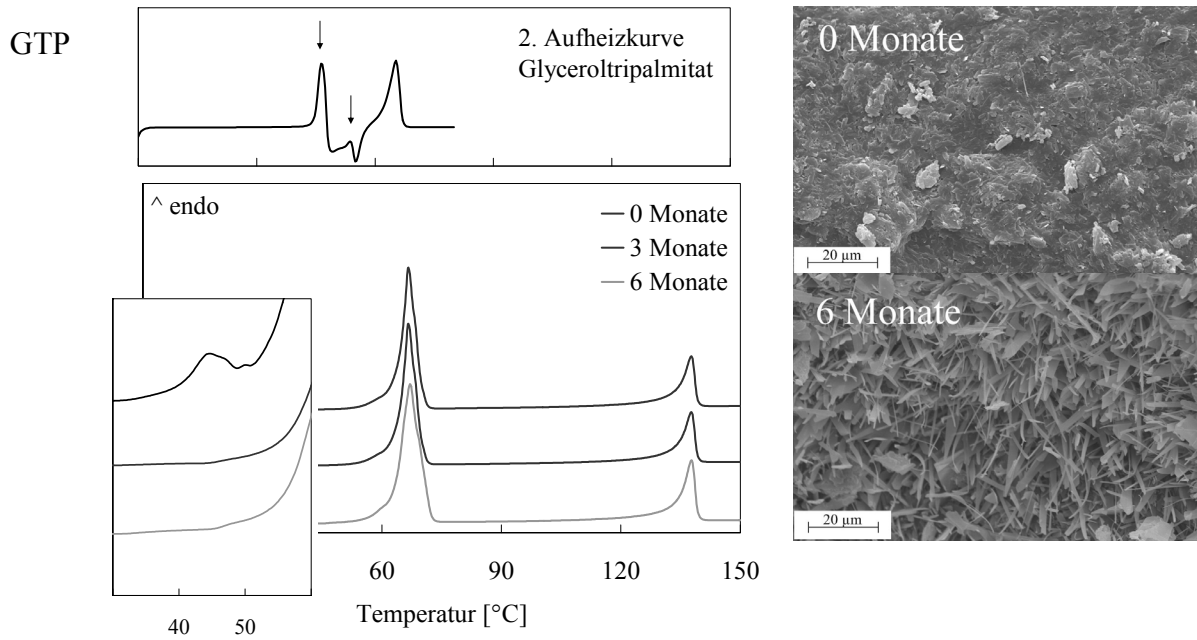 GTP
2. Aufheizkurve
Glyceroltripalmitat
^ endo
0 Monate
3 Monate
6 Monate
60 90 120 150
Temperatur [°C]
40 50
0 Monate
20 µm
6 Monate
20 µm